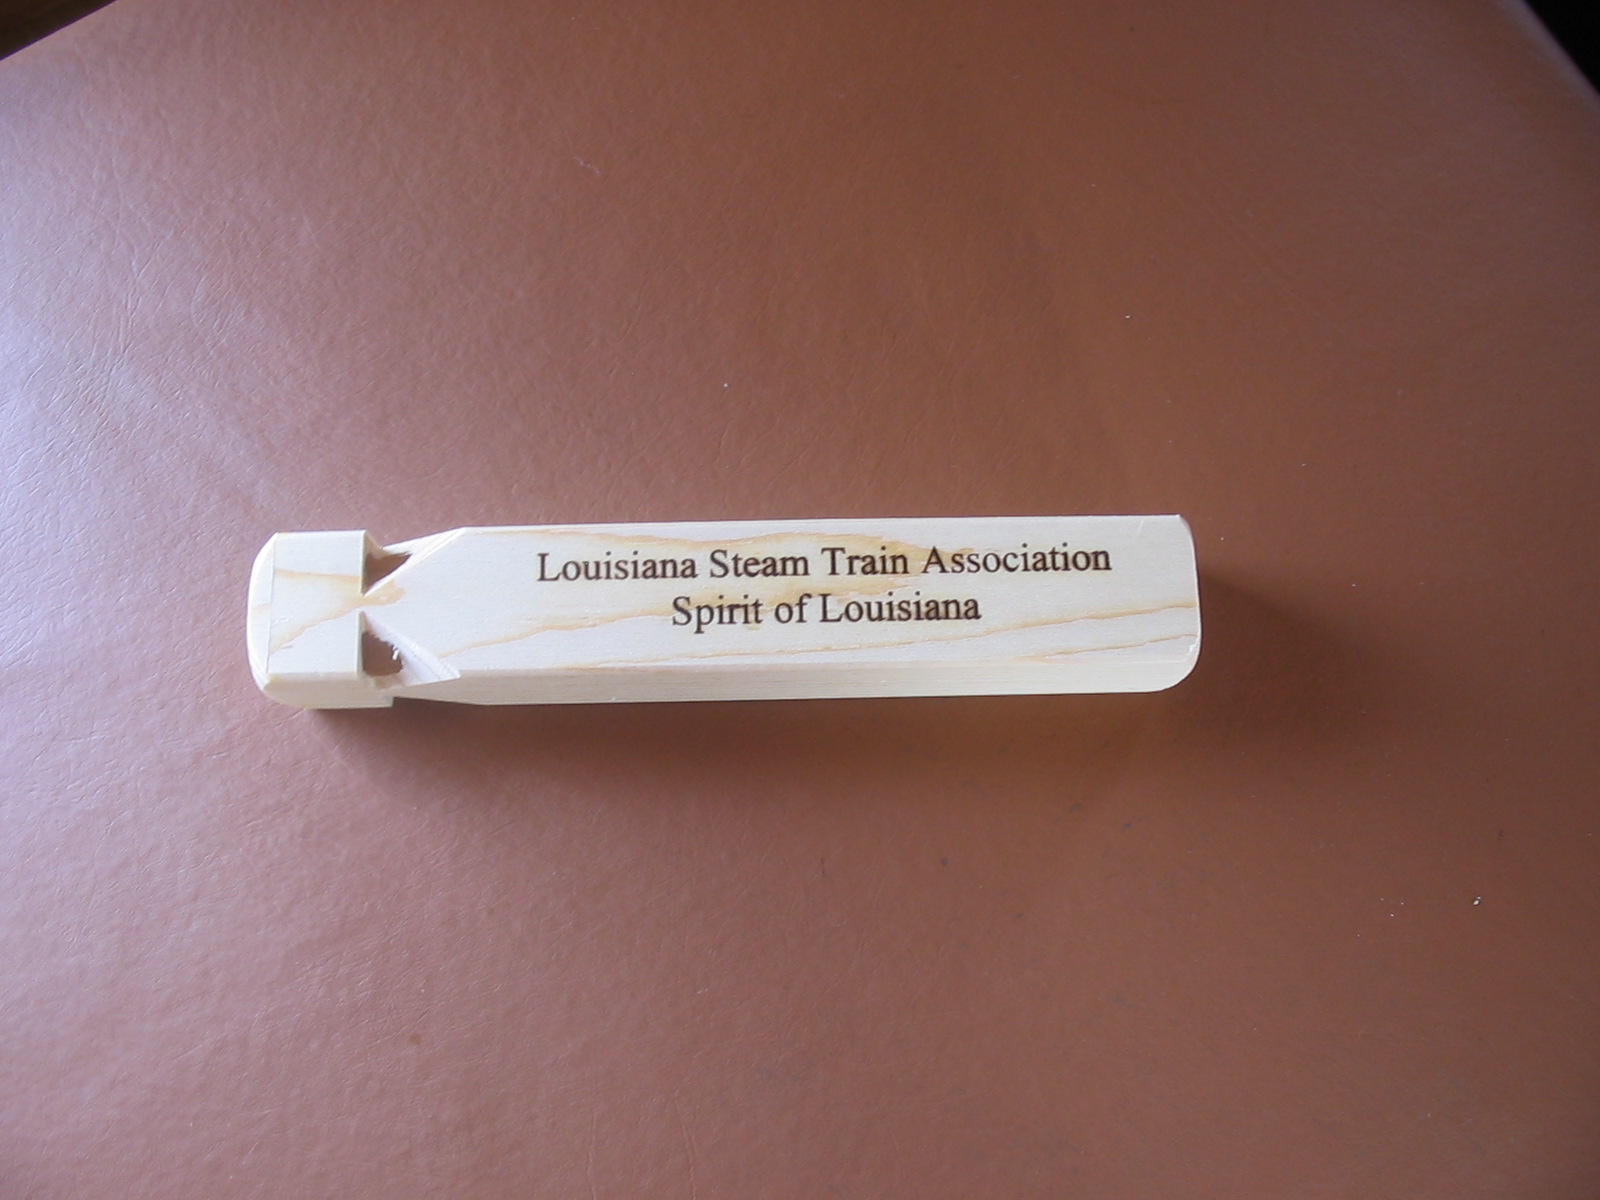 Louisiana Steam Train Association
Spirit of Louisiana